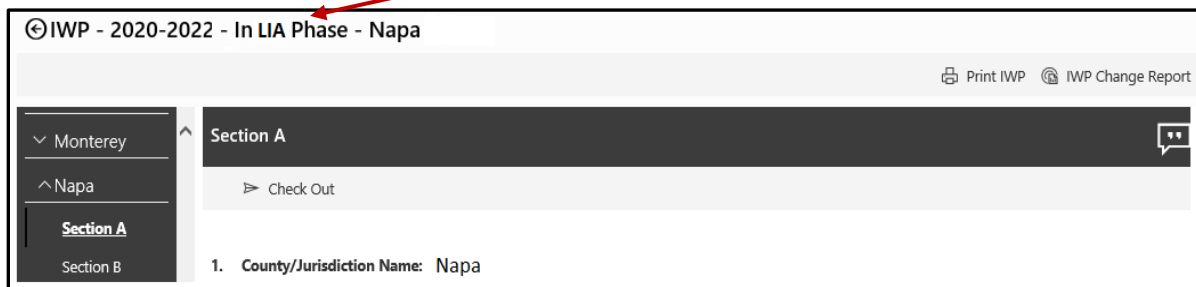 IWP - 2020-2022 - In LIA Phase - Napa
Print IWP IWP Change Report
Monterey
Napa
Section A
Section B
Section A
Check Out
1. County/Jurisdiction Name: Napa